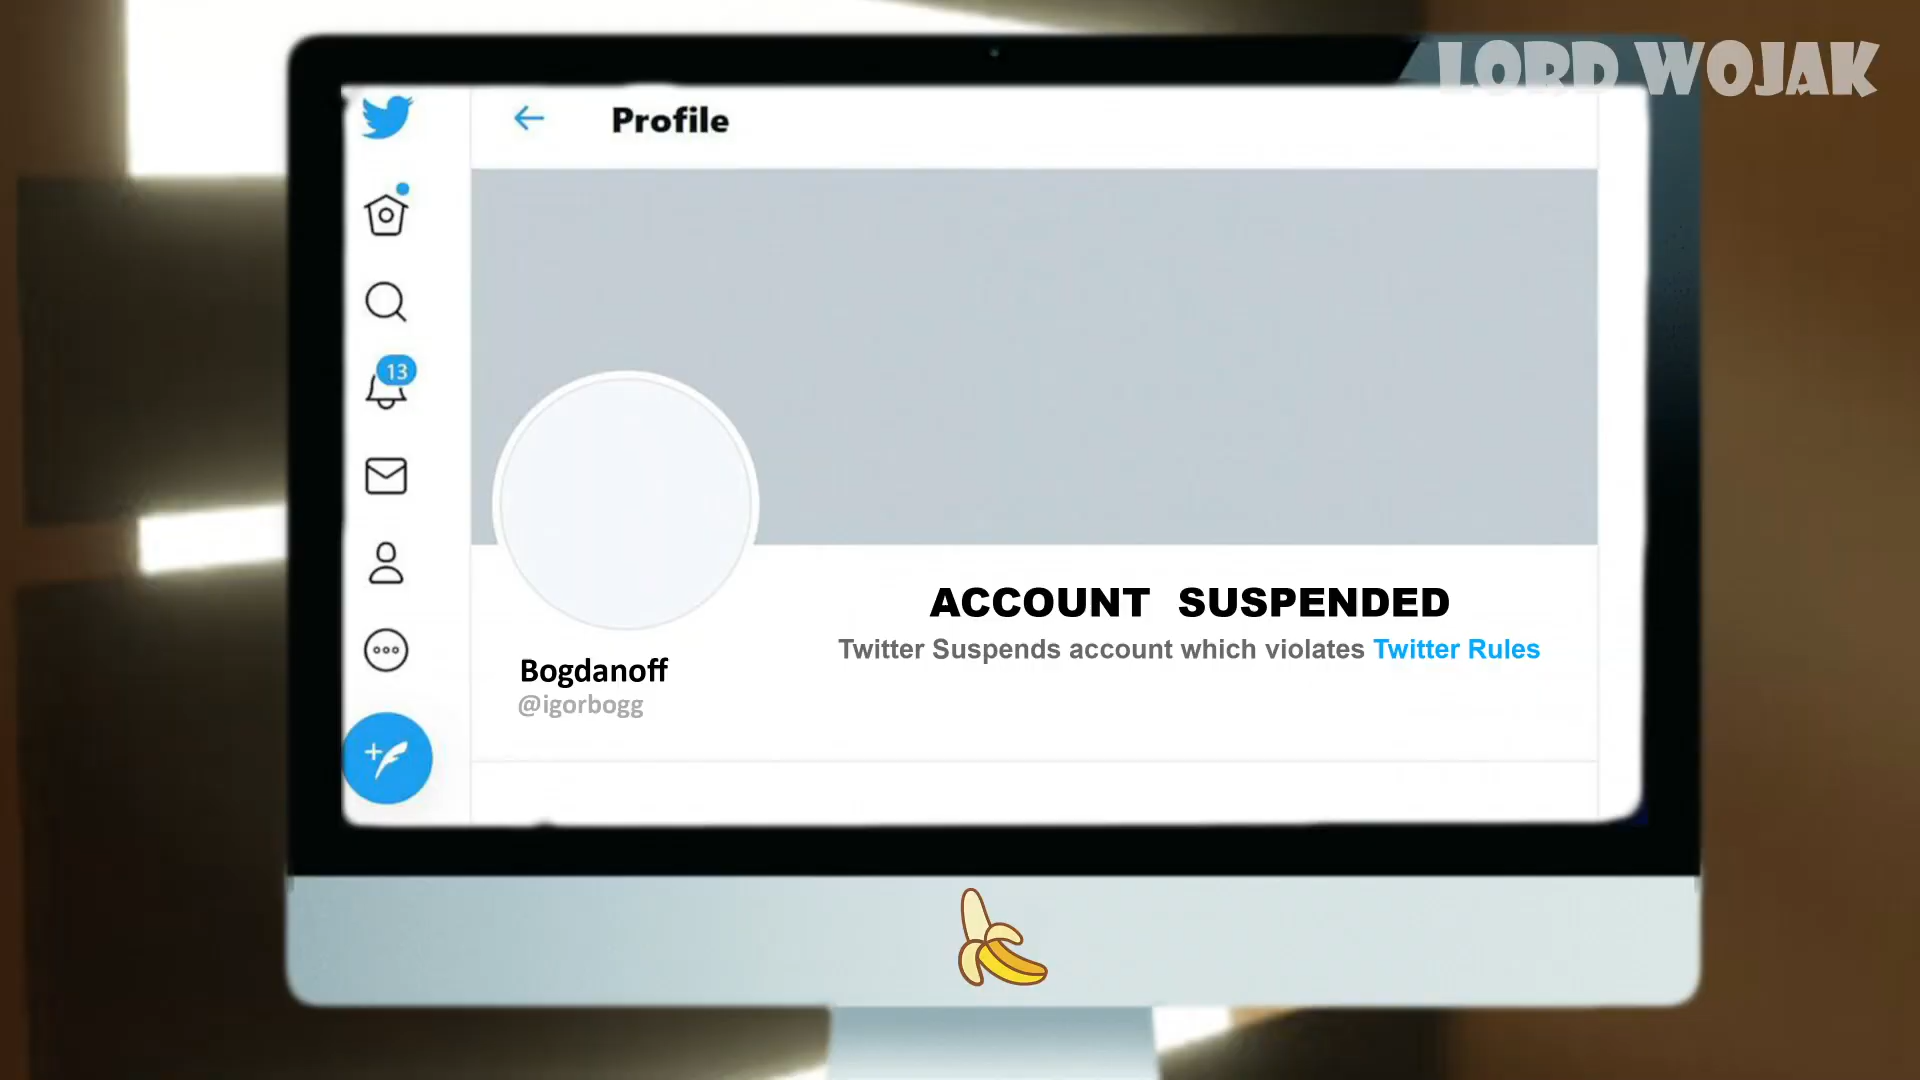 LORD WOJAK
Profile
13
ACCOUNT SUSPENDED
Twitter Suspends account which violates Twitter Rules
Bogdanoff
@igorbogg